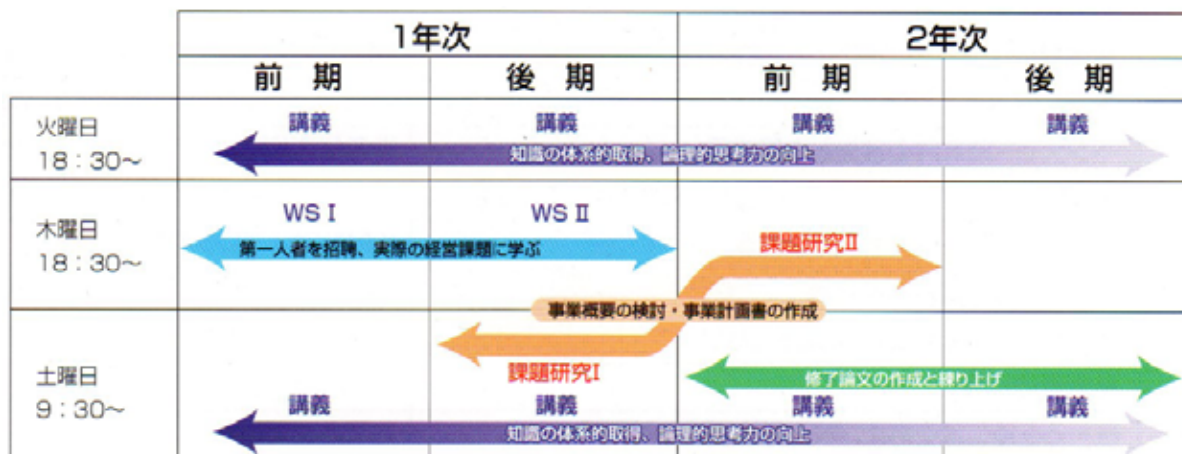 1年次 2年次
前 期 後 期 前 期 後 期
火曜日
18：30～
講義 講義 講義 講義
知識の体系的取得、論理的思考力の向上
木曜日
18：30～
WS I WS II
第一人者を招聘、実際の経営課題に学ぶ
課題研究II
事業概要の検討・事業計画書の作成
土曜日
9：30～
課題研究I
修了論文の作成と練り上げ
講義 講義 講義 講義
知識の体系的取得、論理的思考力の向上